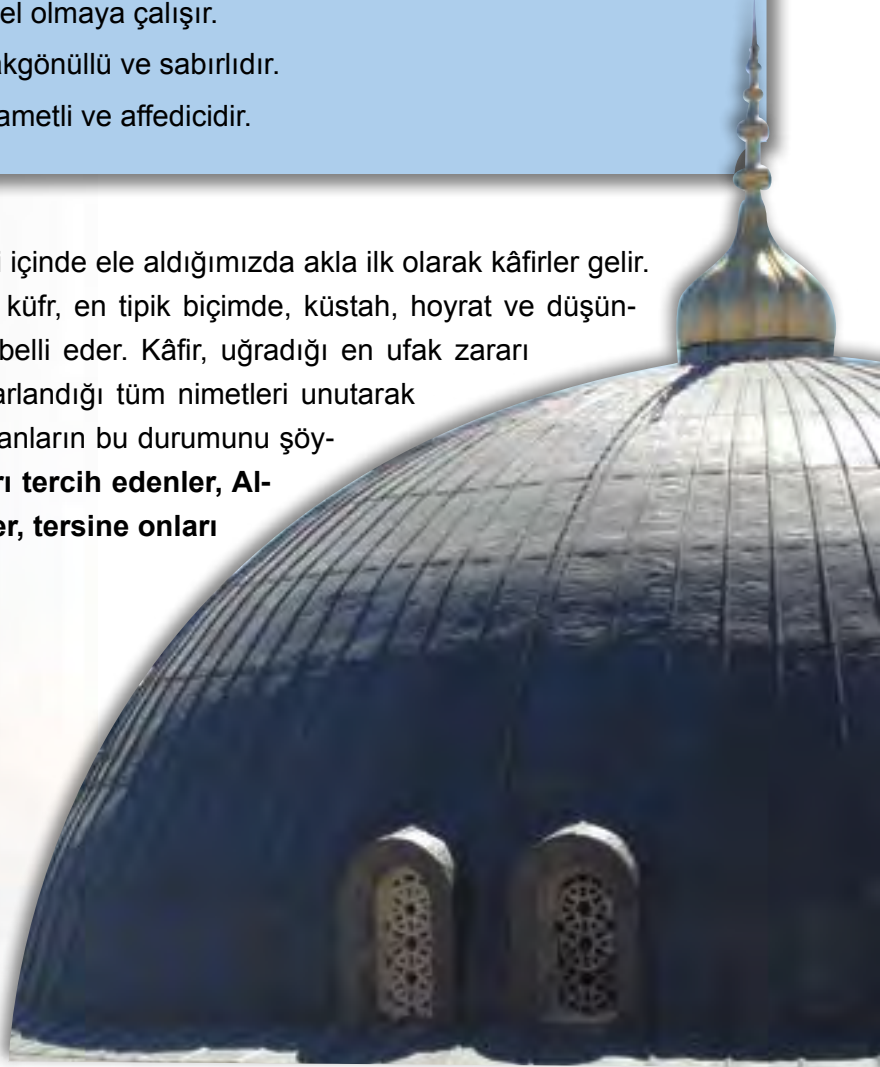 el olmaya çalışır.
akgönüllü ve sabırlıdır.
ametli ve affedicidir.
i içinde ele aldığımızda akla ilk olarak kâfirler gelir.
küfr, en tipik biçimde, küstah, hoyrat ve düşün-
belli eder. Kâfir, uğradığı en ufak zararı
arlandığı tüm nimetleri unutarak
anların bu durumunu şöy-
rı tercih edenler, Al-
er, tersine onları